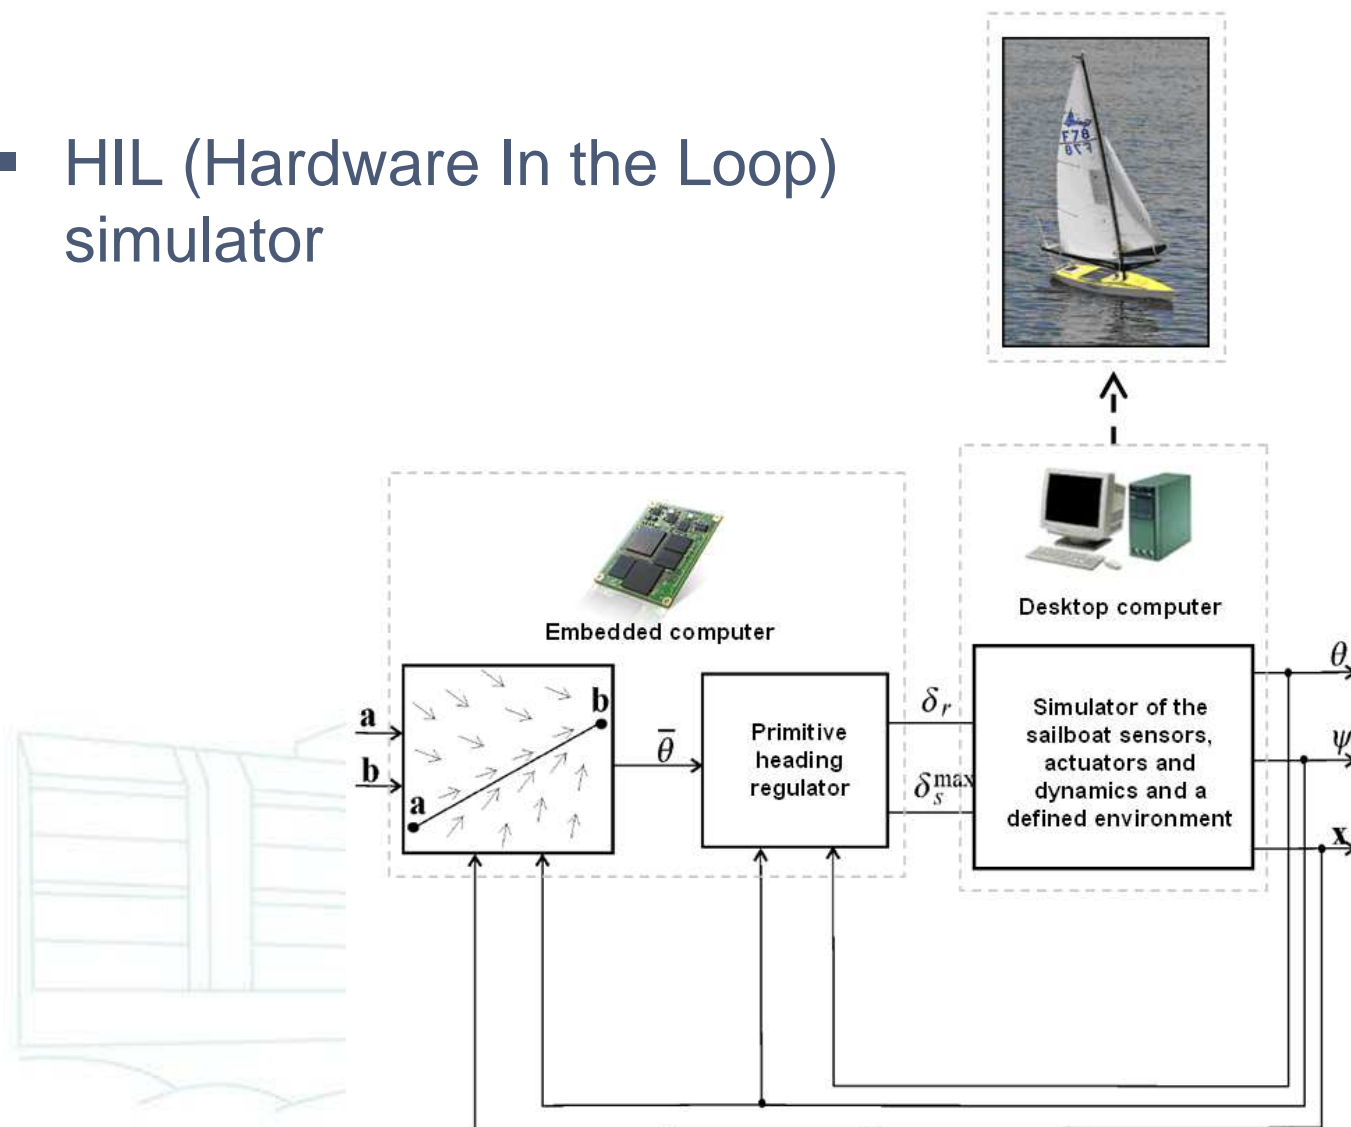 ▪ HIL (Hardware In the Loop)
simulator
F78
Embedded computer
Desktop computer
a
b
a
b
θ̅
Primitive
heading
regulator
δᵣ
δₛᵐᵃˣ
Simulator of the
sailboat sensors,
actuators and
dynamics and a
defined environment
θ
ψ
x